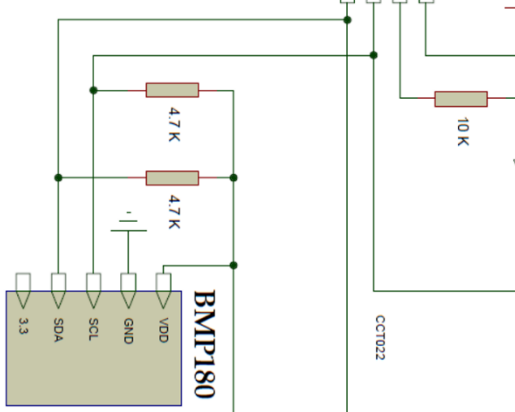 4.7 K
10 K
4.7 K
3.3
SDA
SCL
GND
VDD
BMP180
CCT022